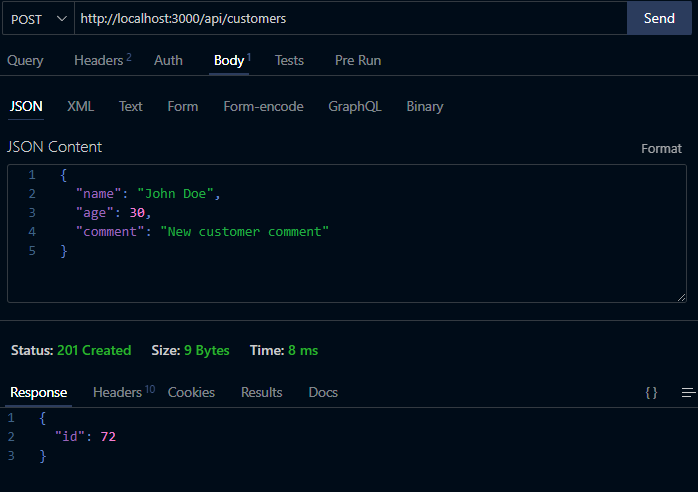 POST http://localhost:3000/api/customers Send
Query Headers 2 Auth Body 1 Tests Pre Run
JSON XML Text Form Form-encode GraphQL Binary
JSON Content Format
1 {
2 "name": "John Doe",
3 "age": 30,
4 "comment": "New customer comment"
5 }
Status: 201 Created Size: 9 Bytes Time: 8 ms
Response Headers 10 Cookies Results Docs { }
1 {
2 "id": 72
3 }